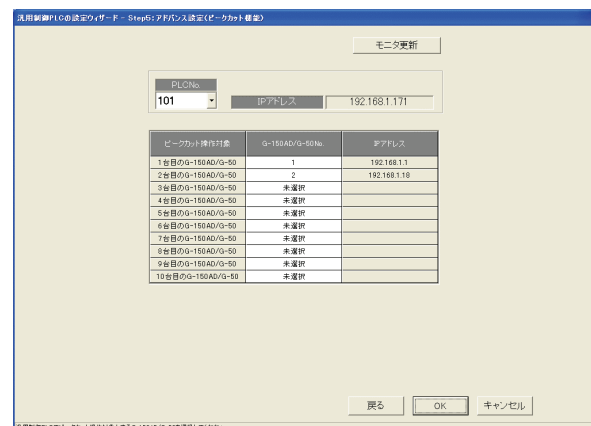 汎用制御PLCの設定ウィザード - Step5:アドバンス設定(ピークカット機能)
モニタ更新
PLCNo.
101
IPアドレス 192.168.1.171
ピークカット操作対象 G-150AD/G-50No. IPアドレス
1台目のG-150AD/G-50 1 192.168.1.1
2台目のG-150AD/G-50 2 192.168.1.18
3台目のG-150AD/G-50 未選択
4台目のG-150AD/G-50 未選択
5台目のG-150AD/G-50 未選択
6台目のG-150AD/G-50 未選択
7台目のG-150AD/G-50 未選択
8台目のG-150AD/G-50 未選択
9台目のG-150AD/G-50 未選択
10台目のG-150AD/G-50 未選択
戻る OK キャンセル